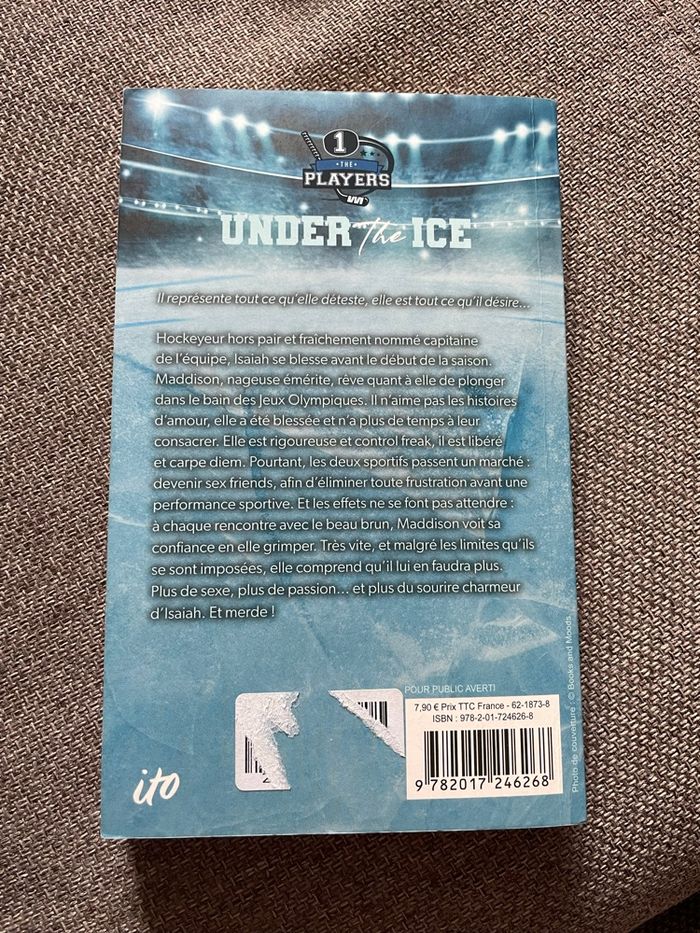 1
THE
PLAYERS
UNDER the ICE
Il représente tout ce qu'elle déteste, elle est tout ce qu'il désire...
Hockeyeur hors pair et fraîchement nommé capitaine
de l'équipe, Isaiah se blesse avant le début de la saison.
Maddison, nageuse émérite, rêve quant à elle de plonger
dans le bain des Jeux Olympiques. Il n'aime pas les histoires
d'amour, elle a été blessée et n'a plus de temps à leur
consacrer. Elle est rigoureuse et control freak, il est libéré
et carpe diem. Pourtant, les deux sportifs passent un marché :
devenir sex friends, afin d'éliminer toute frustration avant une
performance sportive. Et les effets ne se font pas attendre :
à chaque rencontre avec le beau brun, Maddison voit sa
confiance en elle grimper. Très vite, et malgré les limites qu'ils
se sont imposées, elle comprend qu'il lui en faudra plus.
Plus de sexe, plus de passion... et plus du sourire charmeur
d'Isaiah. Et merde !
POUR PUBLIC AVERTI
7,90 € Prix TTC France - 62-1873-8
ISBN : 978-2-01-724626-8
9 782017 246268
ito
Photo de couverture : © Books and Moods